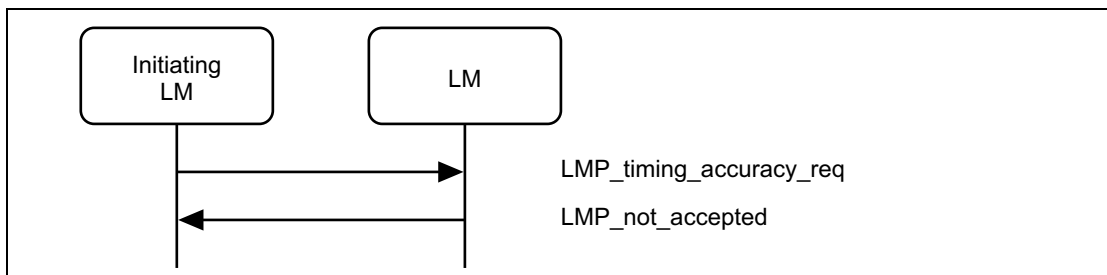 Initiating
LM
LM
LMP_timing_accuracy_req
LMP_not_accepted